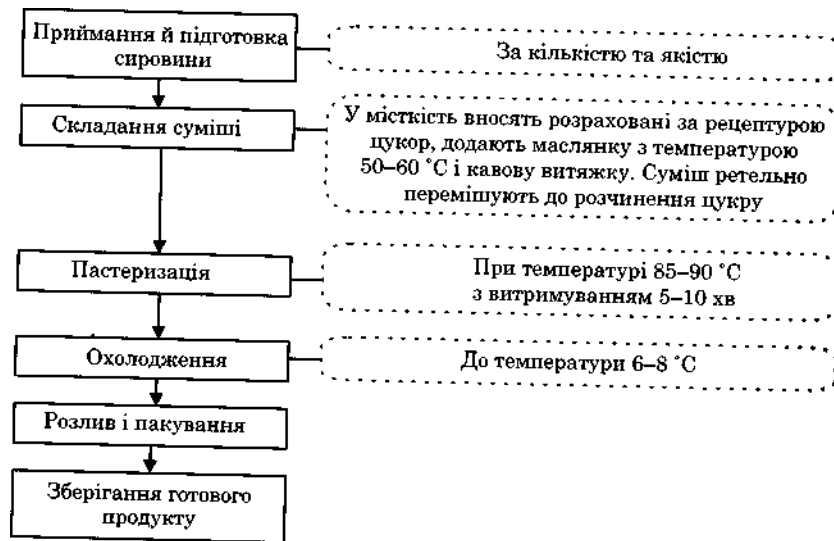 Приймання й підготовка
сировини
За кількістю та якістю
Складання суміші
У місткість вносять розраховані за рецептурою
цукор, додають маслянку з температурою
50–60 °С і кавову витяжку. Суміш ретельно
перемішують до розчинення цукру
Пастеризація
При температурі 85–90 °С
з витримуванням 5–10 хв
Охолодження
До температури 6–8 °С
Розлив і пакування
Зберігання готового
продукту